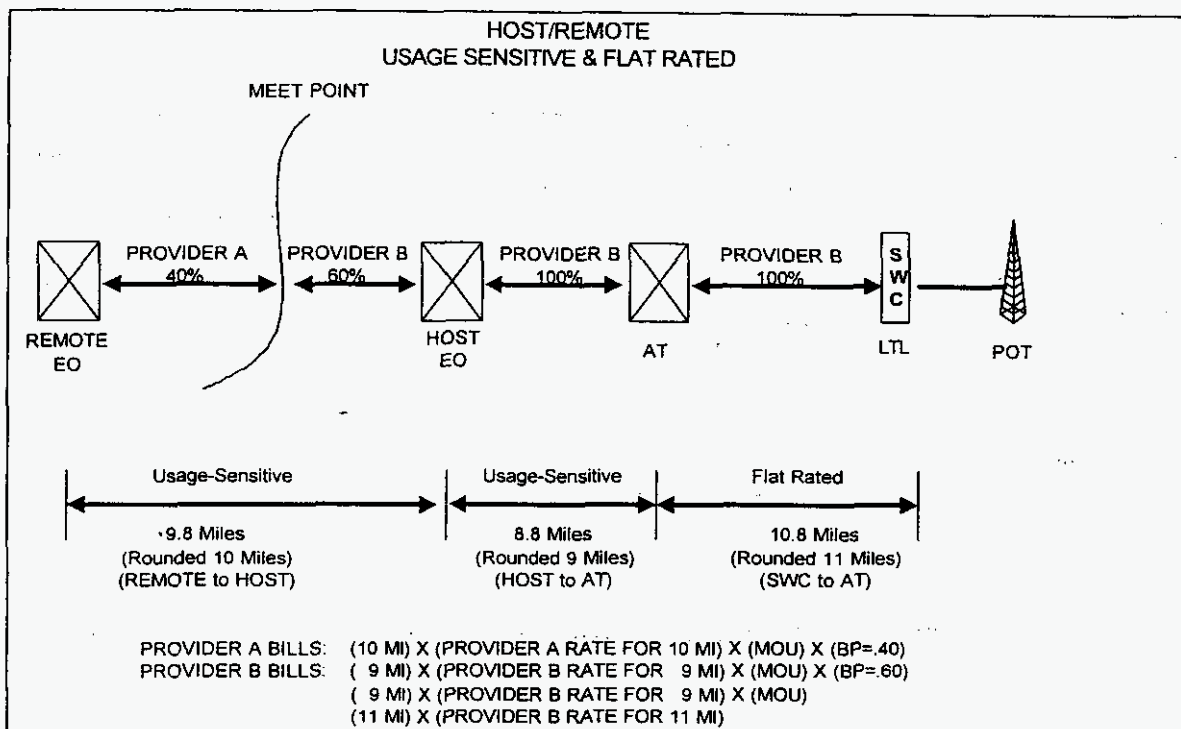 HOST/REMOTE
USAGE SENSITIVE & FLAT RATED
MEET POINT
PROVIDER A
40%
PROVIDER B
60%
PROVIDER B
100%
PROVIDER B
100%
SWC
REMOTE
EO
HOST
EO
AT
LTL
POT
Usage-Sensitive
Usage-Sensitive
Flat Rated
9.8 Miles
(Rounded 10 Miles)
(REMOTE to HOST)
8.8 Miles
(Rounded 9 Miles)
(HOST to AT)
10.8 Miles
(Rounded 11 Miles)
(SWC to AT)
PROVIDER A BILLS: (10 MI) X (PROVIDER A RATE FOR 10 MI) X (MOU) X (BP=.40)
PROVIDER B BILLS: ( 9 MI) X (PROVIDER B RATE FOR 9 MI) X (MOU) X (BP=.60)
( 9 MI) X (PROVIDER B RATE FOR 9 MI) X (MOU)
(11 MI) X (PROVIDER B RATE FOR 11 MI)